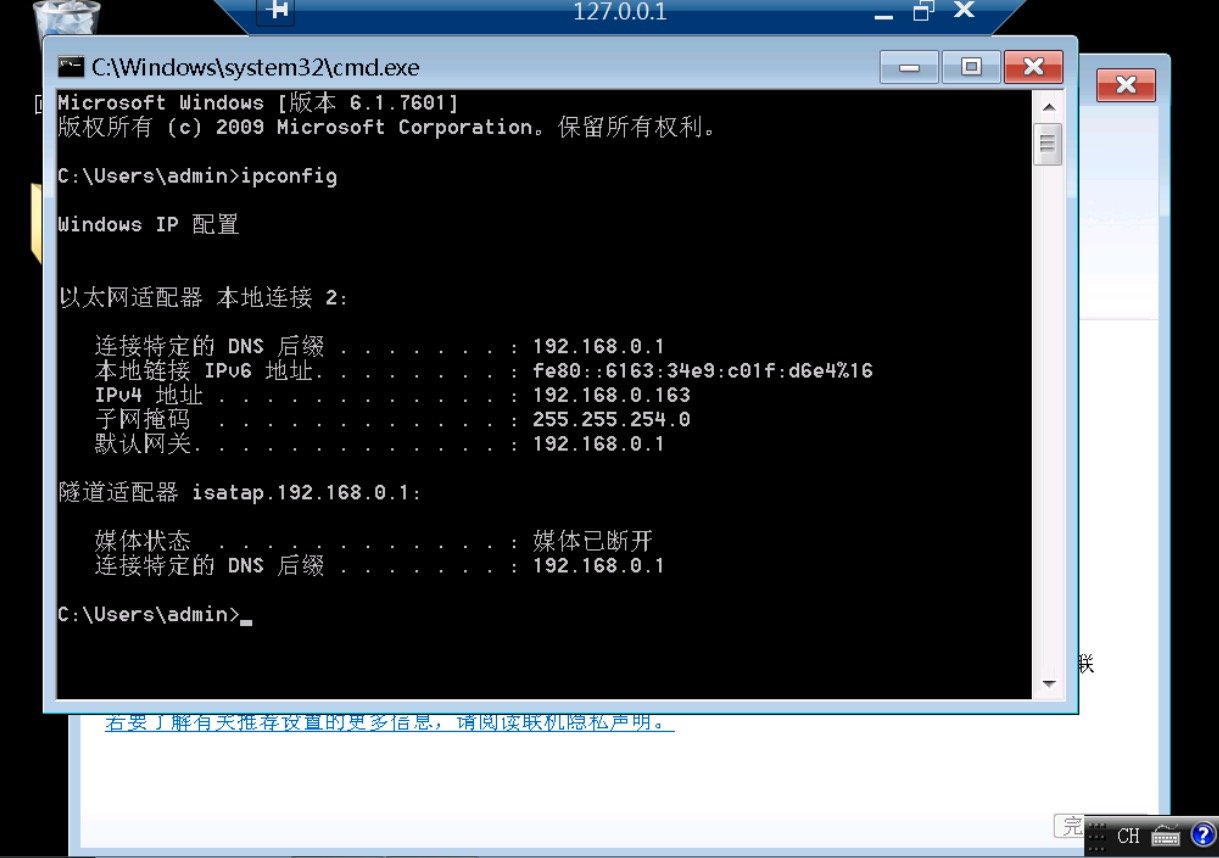 127.0.0.1
C:\Windows\system32\cmd.exe
Microsoft Windows [版本 6.1.7601]
版权所有 (c) 2009 Microsoft Corporation。保留所有权利。
C:\Users\admin>ipconfig
Windows IP 配置
以太网适配器 本地连接 2:
连接特定的 DNS 后缀 . . . . . . . : 192.168.0.1
本地链接 IPv6 地址. . . . . . . . : fe80::6163:34e9:c01f:d6e4%16
IPv4 地址 . . . . . . . . . . . . : 192.168.0.163
子网掩码 . . . . . . . . . . . . : 255.255.254.0
默认网关. . . . . . . . . . . . . : 192.168.0.1
隧道适配器 isatap.192.168.0.1:
媒体状态 . . . . . . . . . . . . : 媒体已断开
连接特定的 DNS 后缀 . . . . . . . : 192.168.0.1
C:\Users\admin>_
联
若要了解有关推荐设置的更多信息，请阅读联机隐私声明。
完
CH